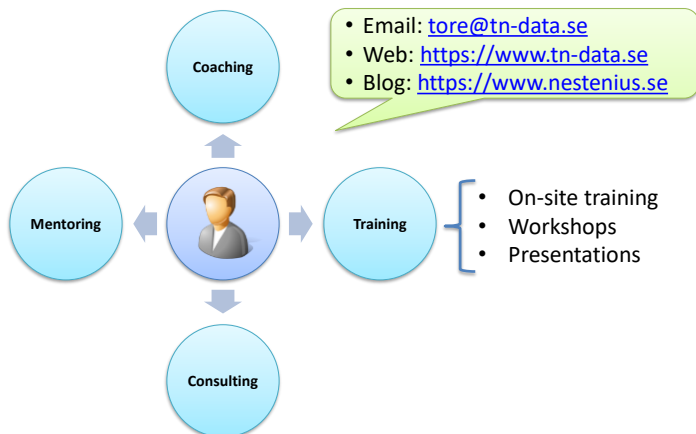 • Email: tore@tn-data.se
• Web: https://www.tn-data.se
• Blog: https://www.nestenius.se
Coaching
Mentoring
Training
• On-site training
• Workshops
• Presentations
Consulting